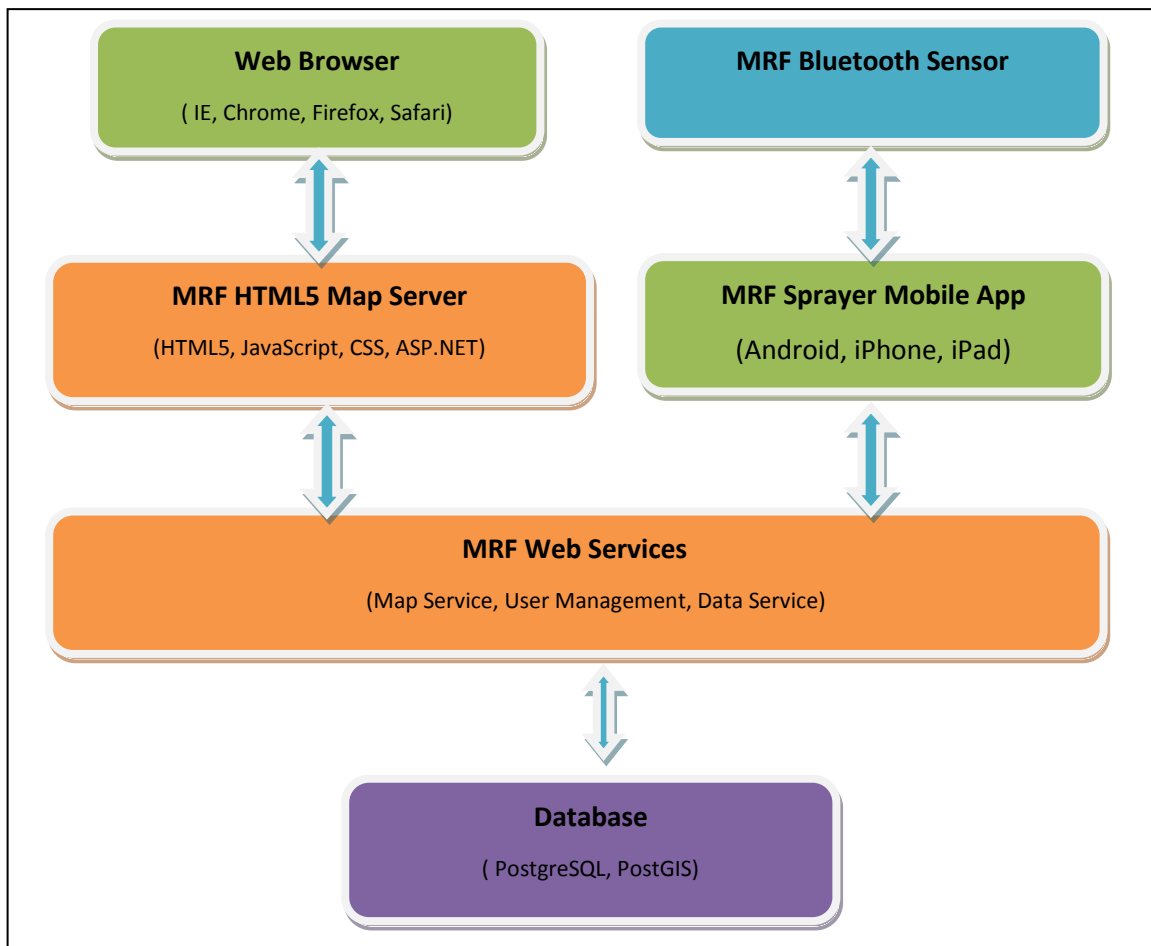 Web Browser
( IE, Chrome, Firefox, Safari)
MRF Bluetooth Sensor
MRF HTML5 Map Server
(HTML5, JavaScript, CSS, ASP.NET)
MRF Sprayer Mobile App
(Android, iPhone, iPad)
MRF Web Services
(Map Service, User Management, Data Service)
Database
( PostgreSQL, PostGIS)